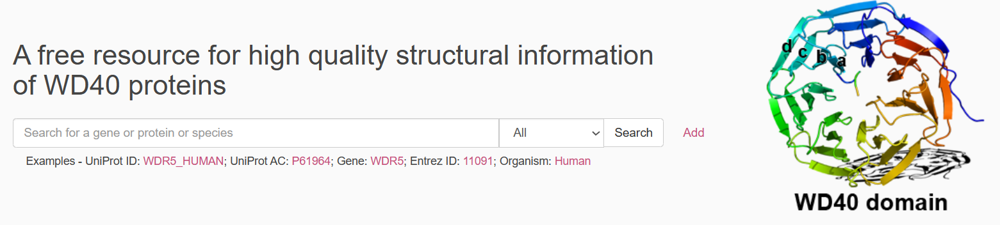 A free resource for high quality structural information
of WD40 proteins
Search for a gene or protein or species
All
Search
Add
Examples - UniProt ID: WDR5_HUMAN; UniProt AC: P61964; Gene: WDR5; Entrez ID: 11091; Organism: Human
d c b a
WD40 domain